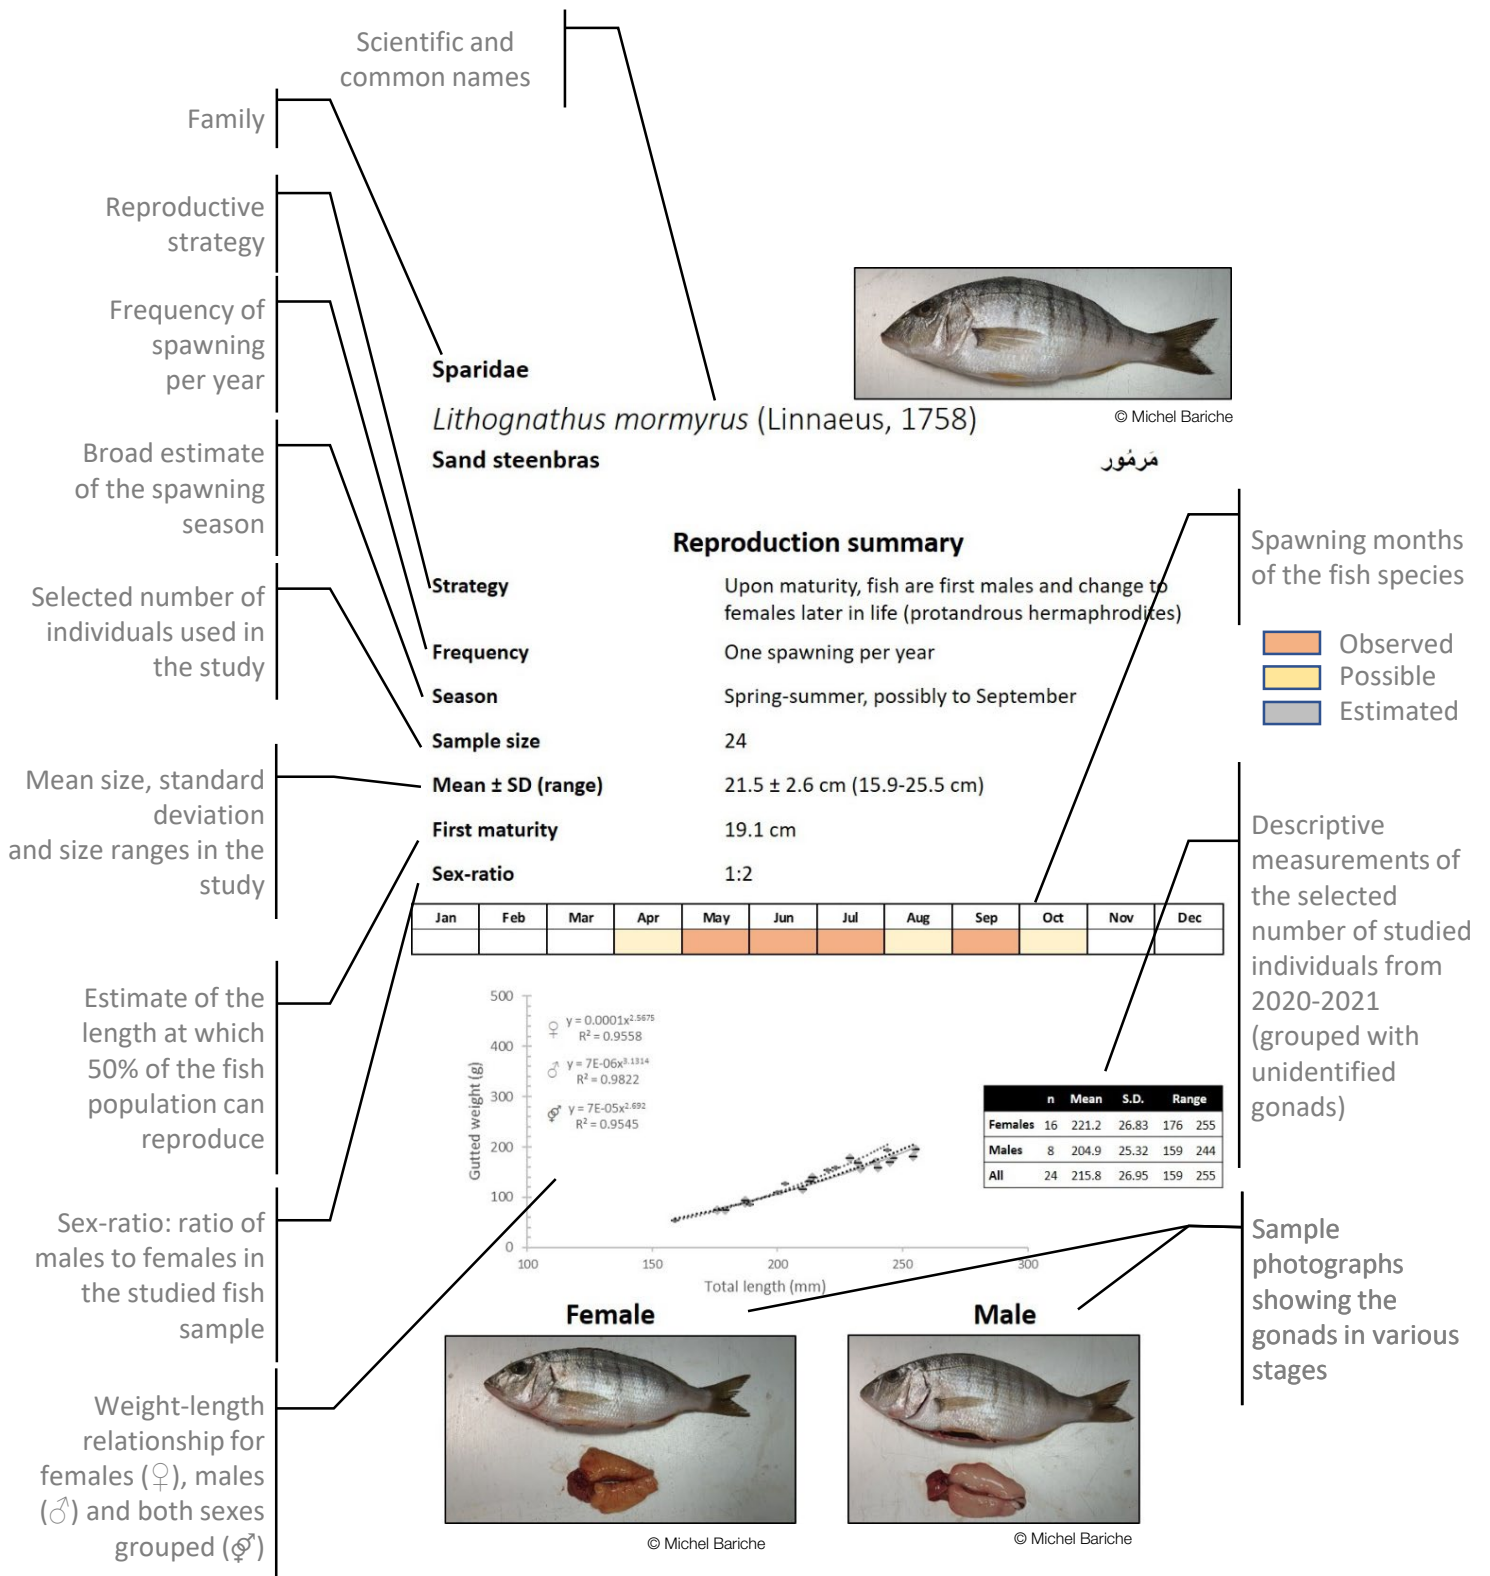 Scientific and
common names
Family
Reproductive
strategy
Frequency of
spawning
per year
Broad estimate
of the spawning
season
Selected number of
individuals used in
the study
Mean size, standard
deviation
and size ranges in the
study
Estimate of the
length at which
50% of the fish
population can
reproduce
Sex-ratio: ratio of
males to females in
the studied fish
sample
Weight-length
relationship for
females (♀), males
(♂) and both sexes
grouped (⚤)
Sparidae
Lithognathus mormyrus (Linnaeus, 1758)
© Michel Bariche
Sand steenbras
مَرمُور
Reproduction summary
Strategy Upon maturity, fish are first males and change to
females later in life (protandrous hermaphrodites)
Frequency One spawning per year
Season Spring-summer, possibly to September
Sample size 24
Mean ± SD (range) 21.5 ± 2.6 cm (15.9-25.5 cm)
First maturity 19.1 cm
Sex-ratio 1:2
Jan Feb Mar Apr May Jun Jul Aug Sep Oct Nov Dec
500
400
300
200
100
0
Gutted weight (g)
♀ y = 0.0001x^2.5675
R² = 0.9558
♂ y = 7E-06x^3.1314
R² = 0.9822
⚤ y = 7E-05x^2.692
R² = 0.9545
100 150 200 250 300
Total length (mm)
n Mean S.D. Range
Females 16 221.2 26.83 176 255
Males 8 204.9 25.32 159 244
All 24 215.8 26.95 159 255
Female
Male
© Michel Bariche
© Michel Bariche
Spawning months
of the fish species
Observed
Possible
Estimated
Descriptive
measurements of
the selected
number of studied
individuals from
2020-2021
(grouped with
unidentified
gonads)
Sample
photographs
showing the
gonads in various
stages